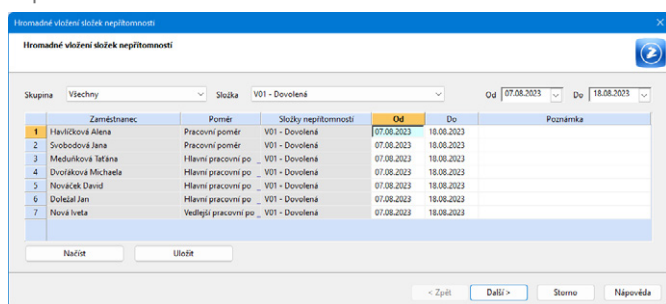 Hromadné vložení složek nepřítomnosti
Hromadné vložení složek nepřítomnosti
Skupina Všechny Složka V01 - Dovolená Od 07.08.2023 Do 18.08.2023
Zaměstnanec Poměr Složky nepřítomností Od Do Poznámka
1 Havlíčková Alena Pracovní poměr V01 - Dovolená 07.08.2023 18.08.2023
2 Svobodová Jana Pracovní poměr V01 - Dovolená 07.08.2023 18.08.2023
3 Meduňková Taťána Hlavní pracovní po_ V01 - Dovolená 07.08.2023 18.08.2023
4 Dvořáková Michaela Hlavní pracovní po_ V01 - Dovolená 07.08.2023 18.08.2023
5 Nováček David Hlavní pracovní po_ V01 - Dovolená 07.08.2023 18.08.2023
6 Doležal Jan Hlavní pracovní po_ V01 - Dovolená 07.08.2023 18.08.2023
7 Nová Iveta Vedlejší pracovní po_ V01 - Dovolená 07.08.2023 18.08.2023
Načíst Uložit
< Zpět Další > Storno Nápověda